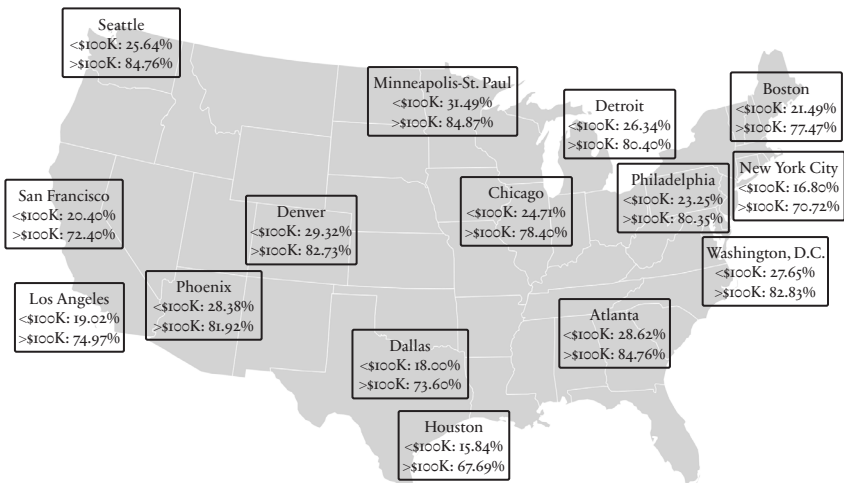 Seattle
<$100K: 25.64%
>$100K: 84.76%
Minneapolis-St. Paul
<$100K: 31.49%
>$100K: 84.87%
Detroit
<$100K: 26.34%
>$100K: 80.40%
Boston
<$100K: 21.49%
>$100K: 77.47%
New York City
<$100K: 16.80%
>$100K: 70.72%
Philadelphia
<$100K: 23.25%
>$100K: 80.35%
San Francisco
<$100K: 20.40%
>$100K: 72.40%
Denver
<$100K: 29.32%
>$100K: 82.73%
Chicago
<$100K: 24.71%
>$100K: 78.40%
Washington, D.C.
<$100K: 27.65%
>$100K: 82.83%
Los Angeles
<$100K: 19.02%
>$100K: 74.97%
Phoenix
<$100K: 28.38%
>$100K: 81.92%
Dallas
<$100K: 18.00%
>$100K: 73.60%
Atlanta
<$100K: 28.62%
>$100K: 84.76%
Houston
<$100K: 15.84%
>$100K: 67.69%